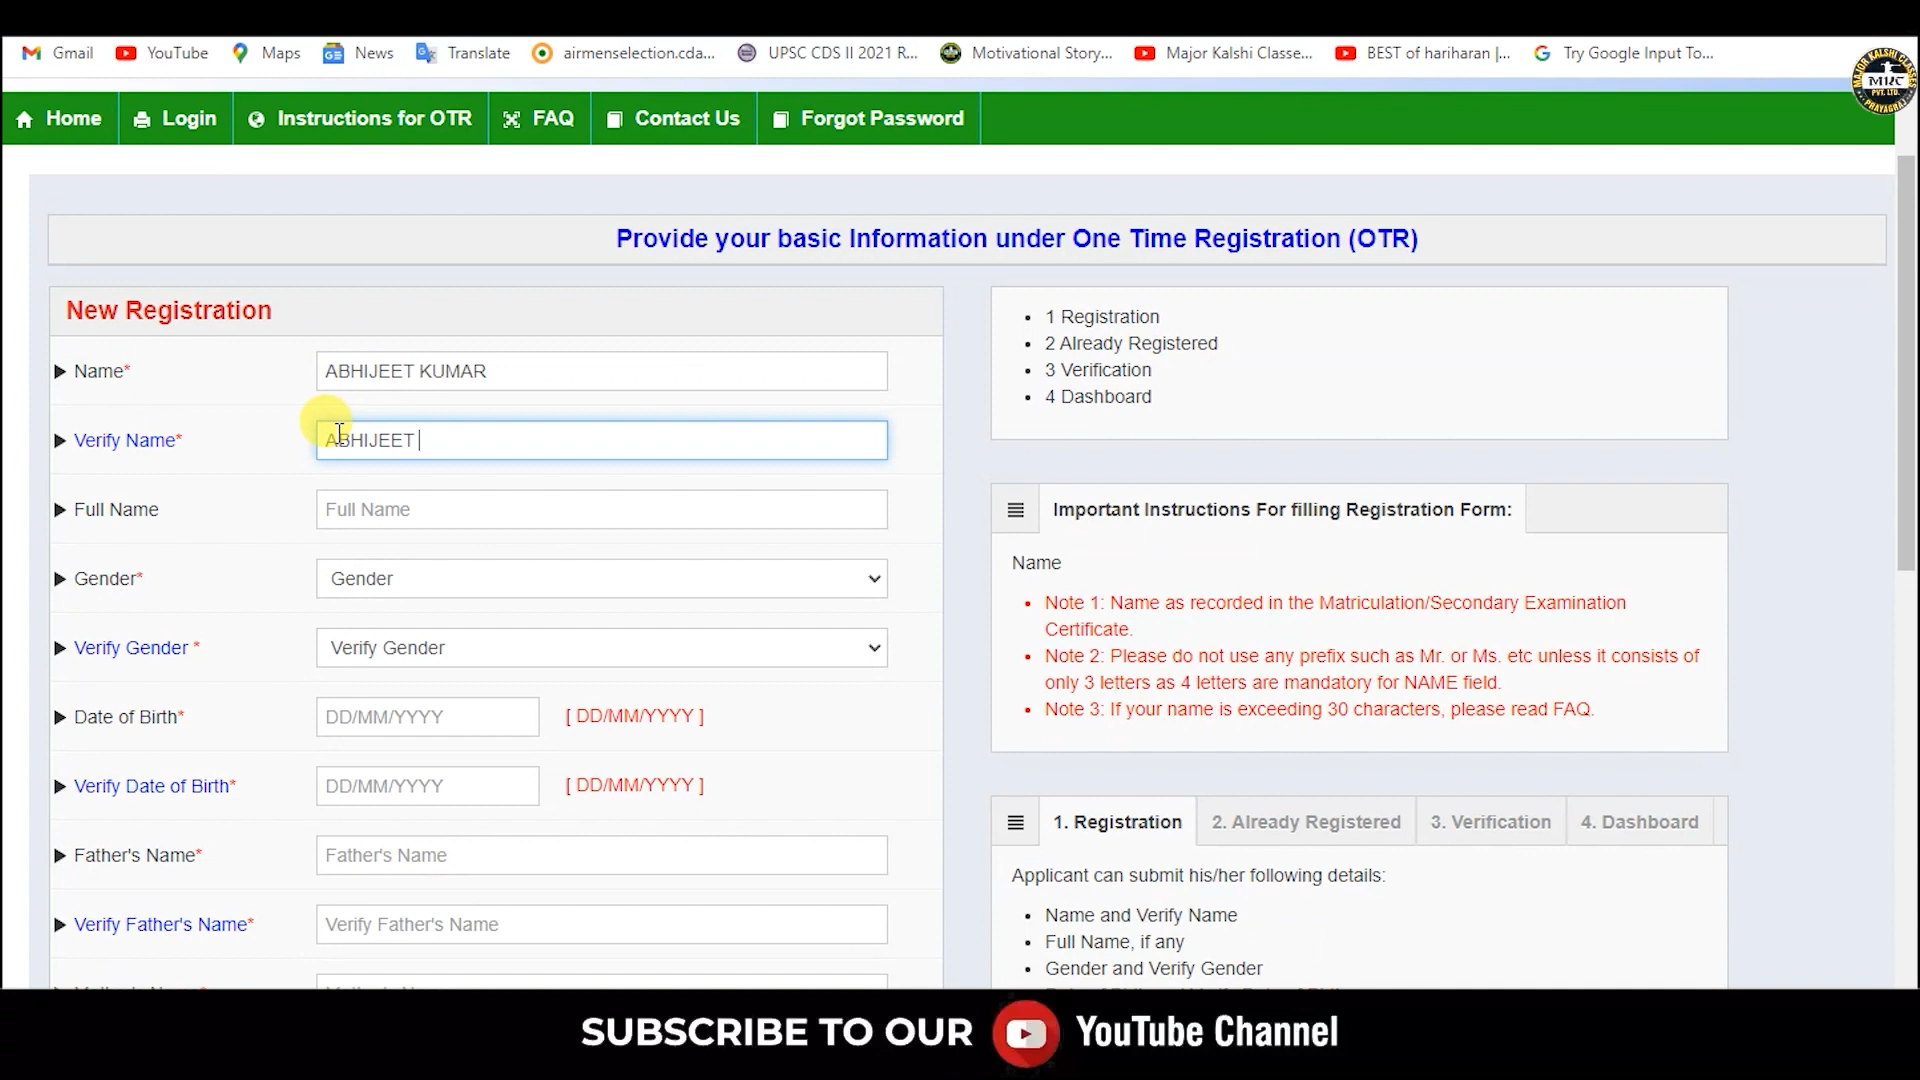 Gmail YouTube Maps News Translate airmenselection.cda... UPSC CDS II 2021 R... Motivational Story... Major Kalshi Classe... BEST of hariharan |... Try Google Input To...
MAJOR KALSHI CLASSES
MKC
PVT. LTD.
PRAYAGRAJ
Home Login Instructions for OTR FAQ Contact Us Forgot Password
Provide your basic Information under One Time Registration (OTR)
New Registration
Name* ABHIJEET KUMAR
Verify Name* ABHIJEET
Full Name Full Name
Gender* Gender
Verify Gender * Verify Gender
Date of Birth* DD/MM/YYYY [ DD/MM/YYYY ]
Verify Date of Birth* DD/MM/YYYY [ DD/MM/YYYY ]
Father's Name* Father's Name
Verify Father's Name* Verify Father's Name
1 Registration
2 Already Registered
3 Verification
4 Dashboard
Important Instructions For filling Registration Form:
Name
Note 1: Name as recorded in the Matriculation/Secondary Examination
Certificate.
Note 2: Please do not use any prefix such as Mr. or Ms. etc unless it consists of
only 3 letters as 4 letters are mandatory for NAME field.
Note 3: If your name is exceeding 30 characters, please read FAQ.
1. Registration 2. Already Registered 3. Verification 4. Dashboard
Applicant can submit his/her following details:
Name and Verify Name
Full Name, if any
Gender and Verify Gender
SUBSCRIBE TO OUR YouTube Channel